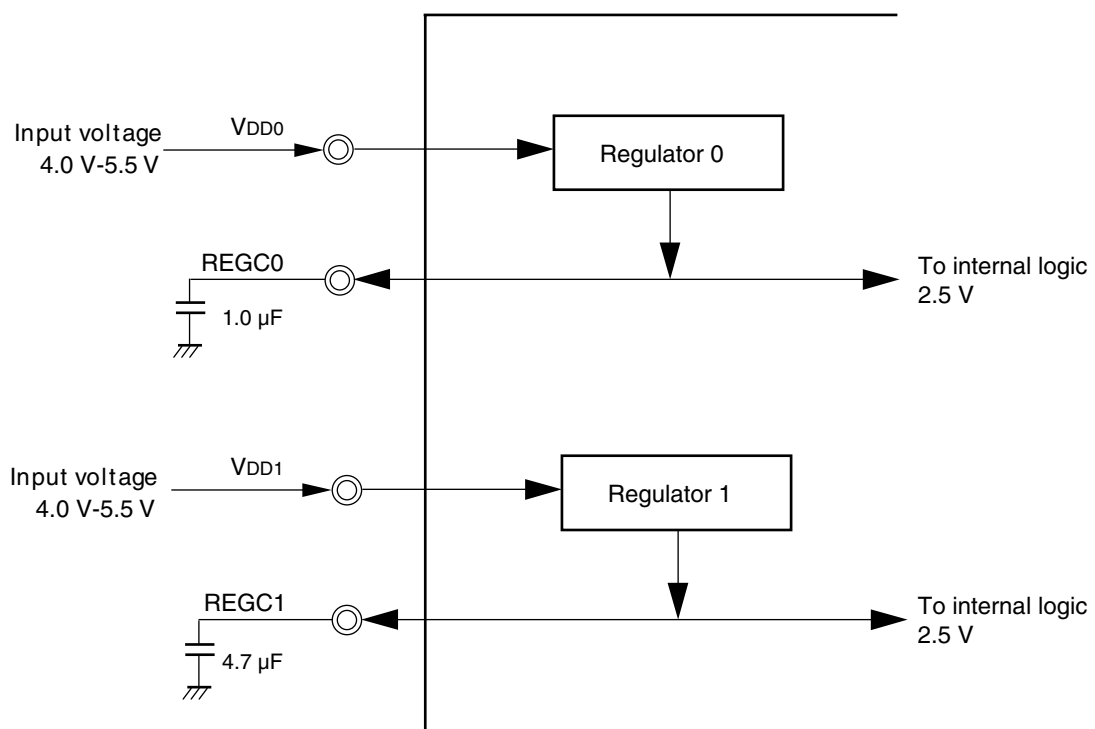 VDD0
Input voltage
4.0 V-5.5 V
Regulator 0
REGC0
To internal logic
2.5 V
1.0 µF
VDD1
Input voltage
4.0 V-5.5 V
Regulator 1
REGC1
To internal logic
2.5 V
4.7 µF